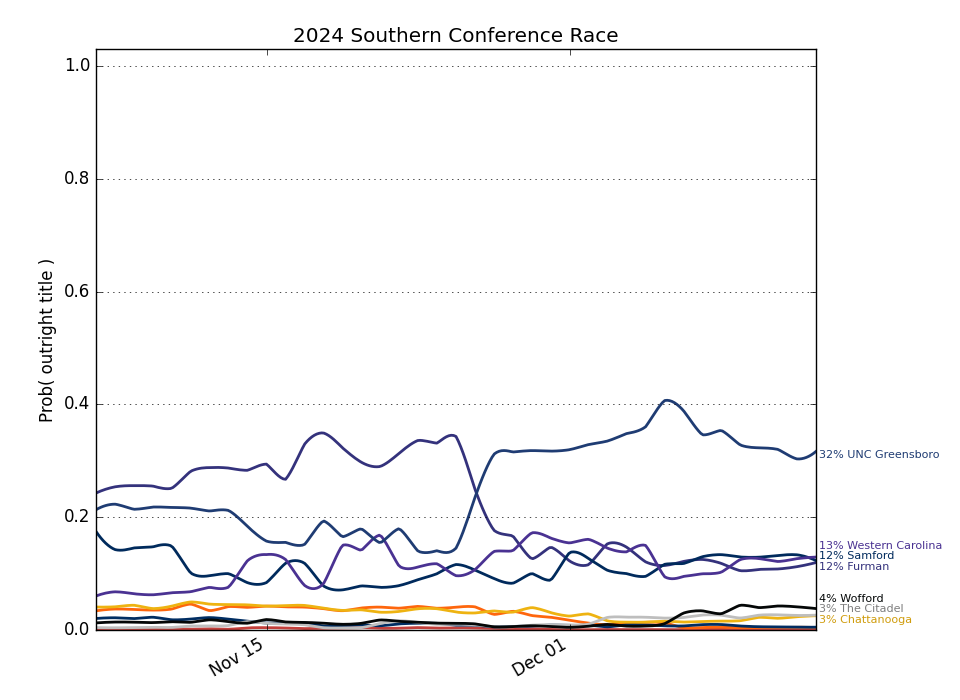 2024 Southern Conference Race
Prob( outright title )
1.0
0.8
0.6
0.4
0.2
0.0
Nov 15
Dec 01
32% UNC Greensboro
13% Western Carolina
12% Samford
12% Furman
4% Wofford
3% The Citadel
3% Chattanooga